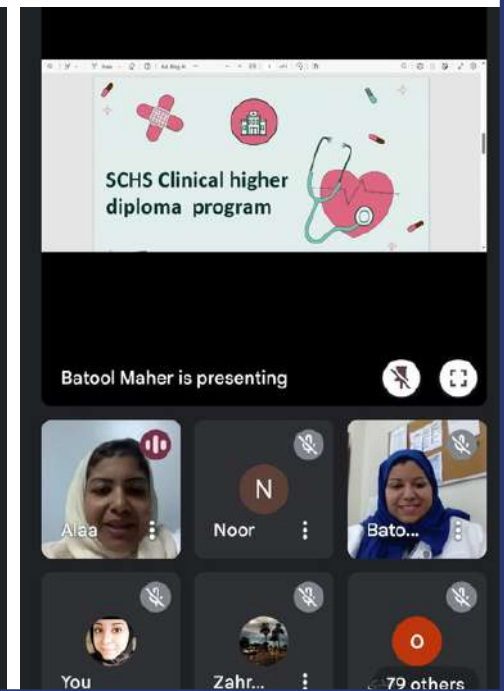 SCHS Clinical higher
diploma program
Batool Maher is presenting
Alaa
N
Noor
Bato...
You
Zahr...
O
79 others